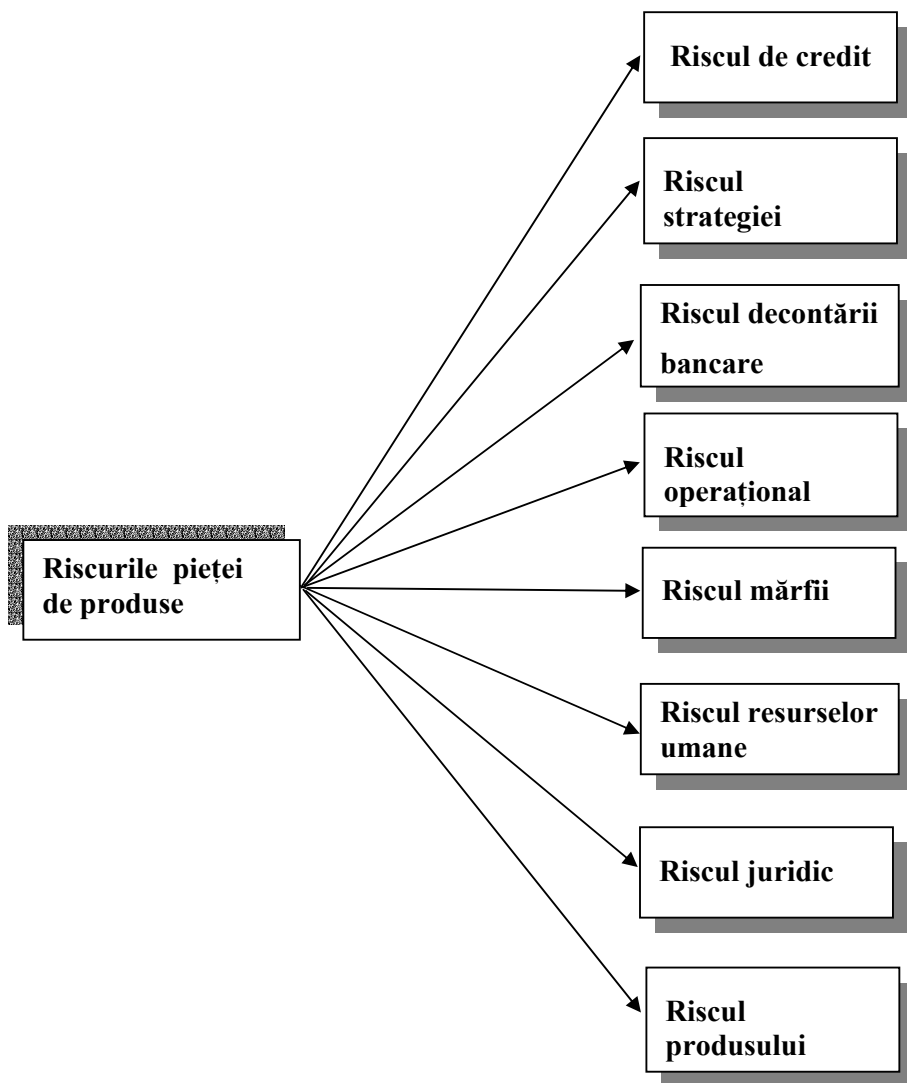 Riscul de credit
Riscul
strategiei
Riscul decontării
bancare
Riscul
operațional
Riscurile pieței
de produse
Riscul mărfii
Riscul resurselor
umane
Riscul juridic
Riscul
produsului